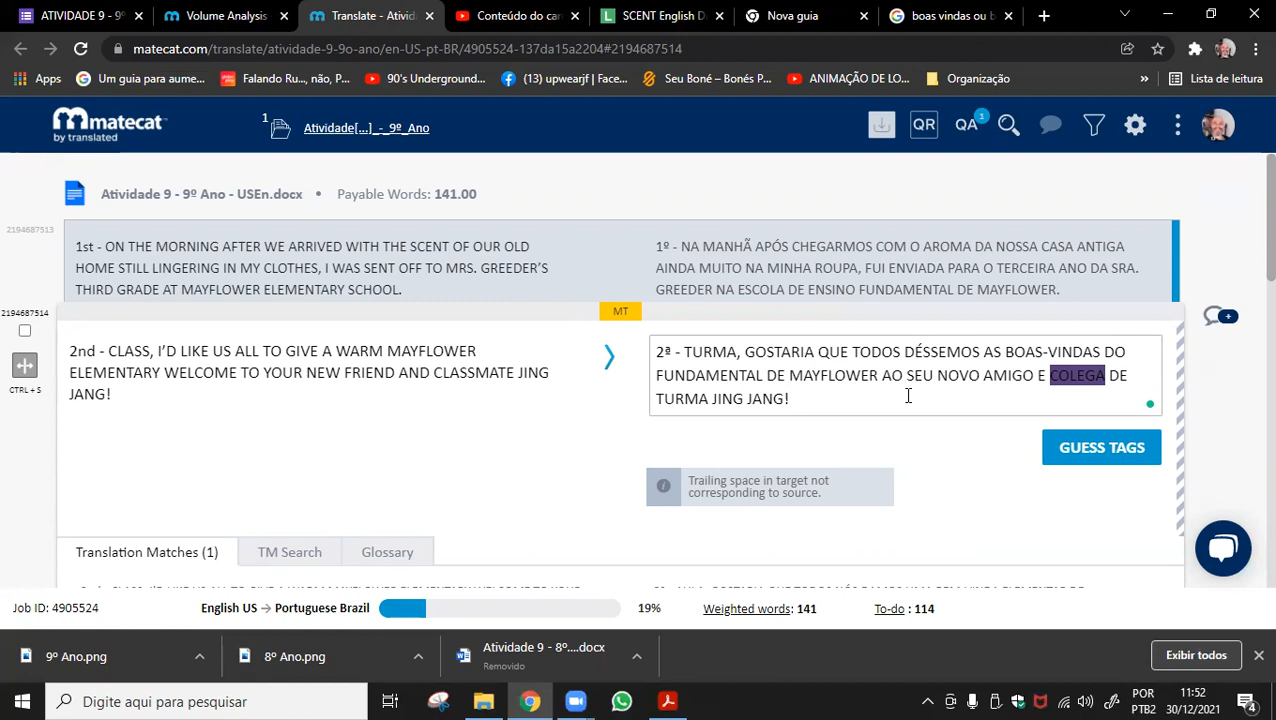 ATIVIDADE 9 - 9º
Volume Analysis
Translate - Ativid
Conteúdo do can
SCENT English D
Nova guia
boas vindas ou b
matecat.com/translate/atividade-9-9o-ano/en-US-pt-BR/4905524-137da15a2204#2194687514
Apps
Um guia para aume...
Falando Ru..., não, P...
90's Underground...
(13) upwearjf | Face...
Seu Boné – Bonés P...
ANIMAÇÃO DE LO...
Organização
Lista de leitura
matecat
by translated
1
Atividade[...]_-_9º_Ano
QR
QA
1
Atividade 9 - 9º Ano - USEn.docx • Payable Words: 141.00
2194687513
1st - ON THE MORNING AFTER WE ARRIVED WITH THE SCENT OF OUR OLD
HOME STILL LINGERING IN MY CLOTHES, I WAS SENT OFF TO MRS. GREEDER'S
THIRD GRADE AT MAYFLOWER ELEMENTARY SCHOOL.
1º - NA MANHÃ APÓS CHEGARMOS COM O AROMA DA NOSSA CASA ANTIGA
AINDA MUITO NA MINHA ROUPA, FUI ENVIADA PARA O TERCEIRA ANO DA SRA.
GREEDER NA ESCOLA DE ENSINO FUNDAMENTAL DE MAYFLOWER.
2194687514
MT
2nd - CLASS, I'D LIKE US ALL TO GIVE A WARM MAYFLOWER
ELEMENTARY WELCOME TO YOUR NEW FRIEND AND CLASSMATE JING
JANG!
CTRL + S
2ª - TURMA, GOSTARIA QUE TODOS DÉSSEMOS AS BOAS-VINDAS DO
FUNDAMENTAL DE MAYFLOWER AO SEU NOVO AMIGO E COLEGA DE
TURMA JING JANG!
GUESS TAGS
Trailing space in target not
corresponding to source.
Translation Matches (1)
TM Search
Glossary
Job ID: 4905524
English US → Portuguese Brazil
19%
Weighted words: 141
To-do : 114
9º Ano.png
8º Ano.png
Atividade 9 - 8º....docx
Removido
Exibir todos
Digite aqui para pesquisar
POR
PTB2
11:52
30/12/2021
4